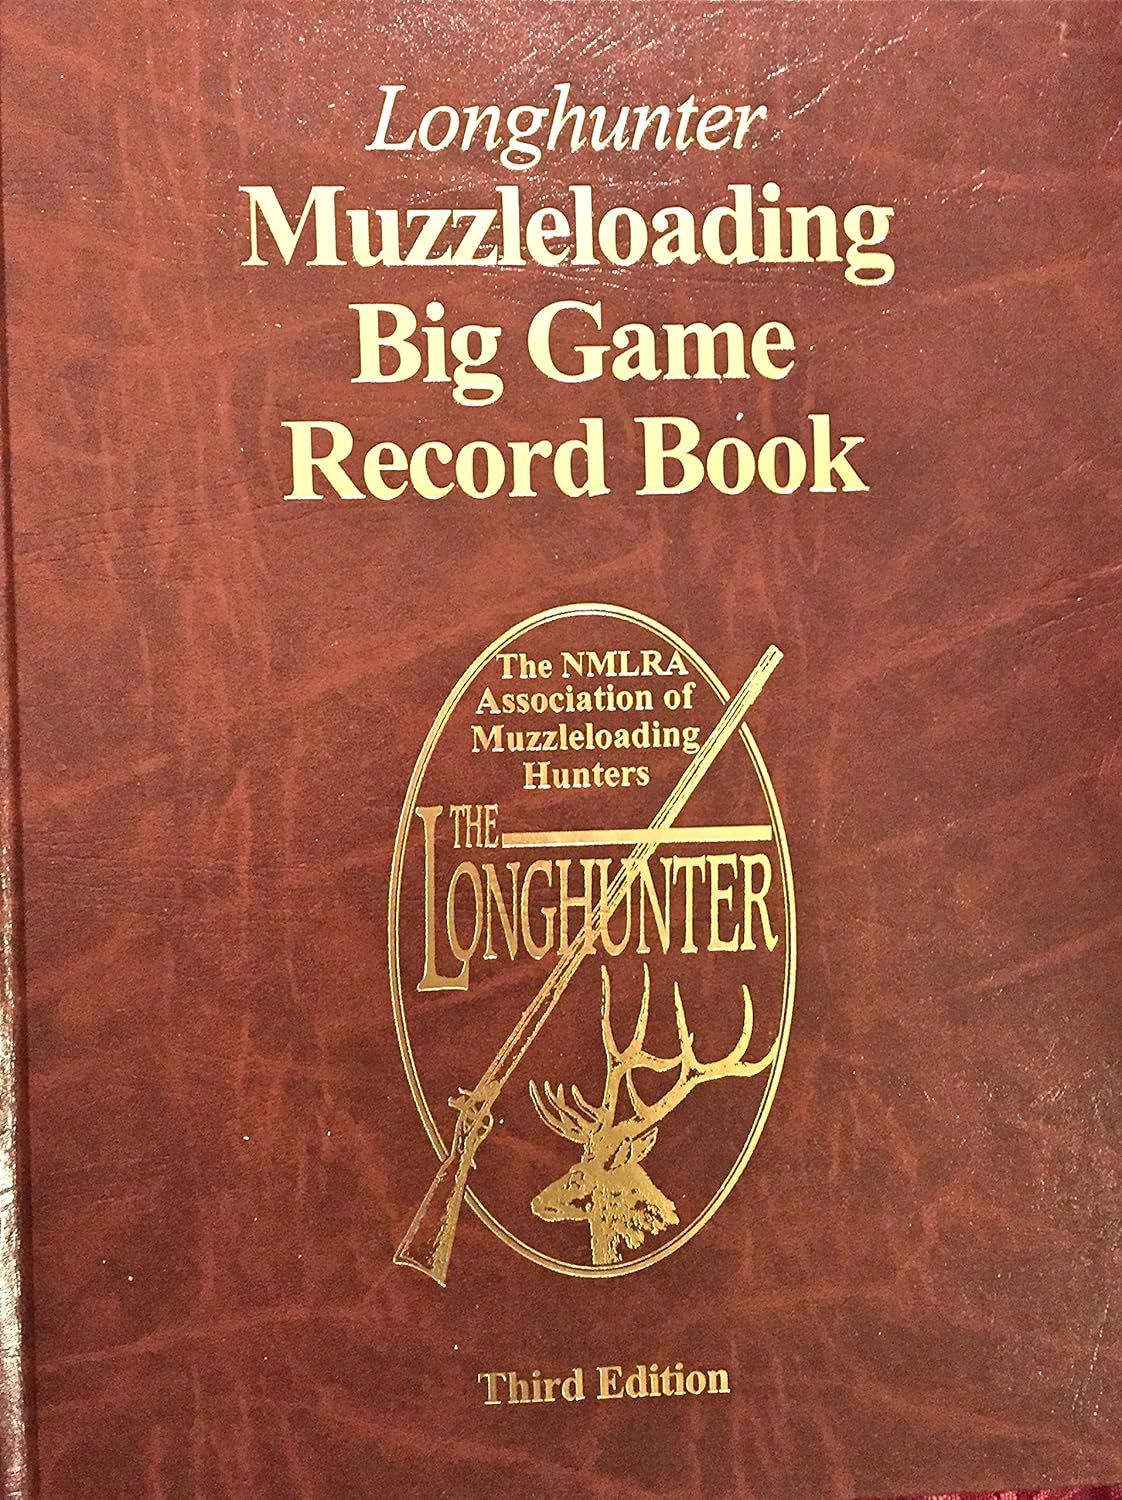 Longhunter
Muzzleloading
Big Game
Record Book
The NMLRA
Association of
Muzzleloading
Hunters
THE
LONGHUNTER
Third Edition